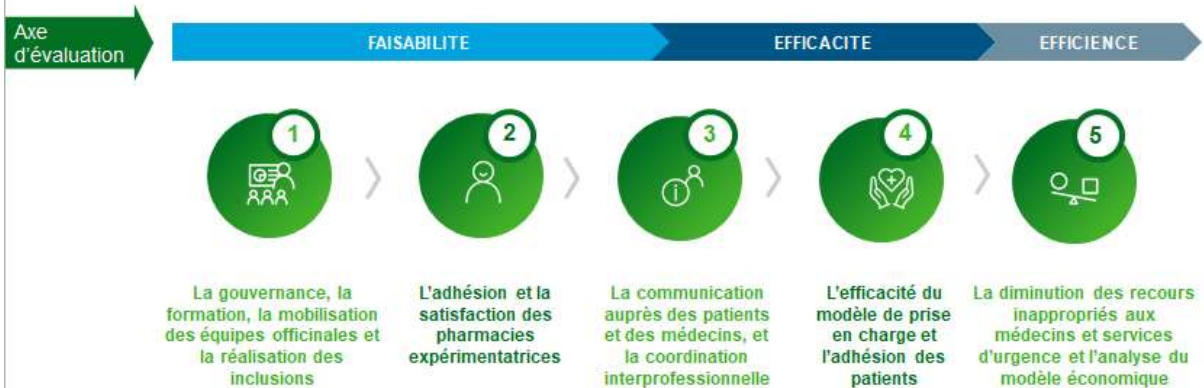 Axe
d'évaluation
FAISABILITE
EFFICACITE
EFFICIENCE
1
2
3
4
5
La gouvernance, la
formation, la mobilisation
des équipes officinales et
la réalisation des
inclusions
L'adhésion et la
satisfaction des
pharmacies
expérimentatrices
La communication
auprès des patients
et des médecins, et
la coordination
interprofessionnelle
L'efficacité du
modèle de prise
en charge et
l'adhésion des
patients
La diminution des recours
inappropriés aux
médecins et services
d'urgence et l'analyse du
modèle économique